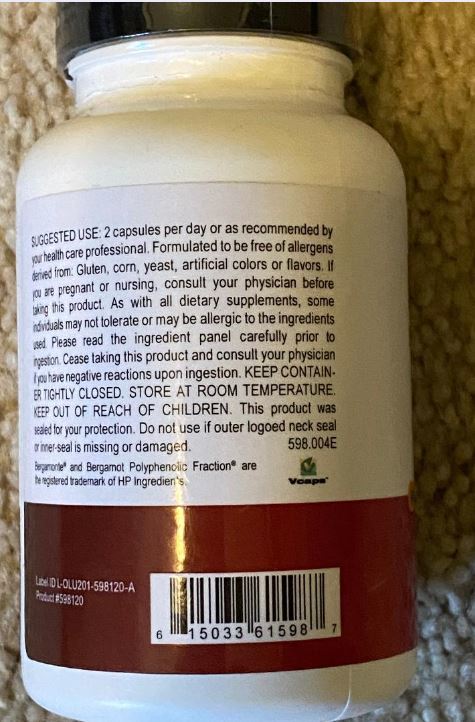 SUGGESTED USE: 2 capsules per day or as recommended by
your health care professional. Formulated to be free of allergens
derived from: Gluten, corn, yeast, artificial colors or flavors. If
you are pregnant or nursing, consult your physician before
taking this product. As with all dietary supplements, some
individuals may not tolerate or may be allergic to the ingredients
used. Please read the ingredient panel carefully prior to
ingestion. Cease taking this product and consult your physician
if you have negative reactions upon ingestion. KEEP CONTAIN-
ER TIGHTLY CLOSED. STORE AT ROOM TEMPERATURE.
KEEP OUT OF REACH OF CHILDREN. This product was
sealed for your protection. Do not use if outer logoed neck seal
or inner-seal is missing or damaged. 598.004E
Bergamonte® and Bergamot Polyphenolic Fraction® are
the registered trademark of HP Ingredients.
Vcaps®
Label ID L-OLU201-598120-A
Product #598120
6 15033 61598 7